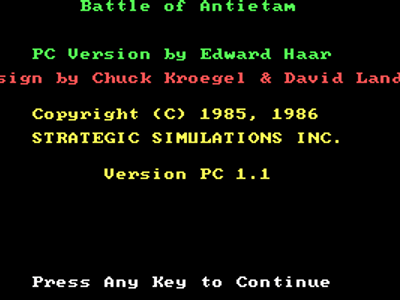 Battle of Antietam
PC Version by Edward Haar
sign by Chuck Kroegel & David Land
Copyright (C) 1985, 1986
STRATEGIC SIMULATIONS INC.
Version PC 1.1
Press Any Key to Continue